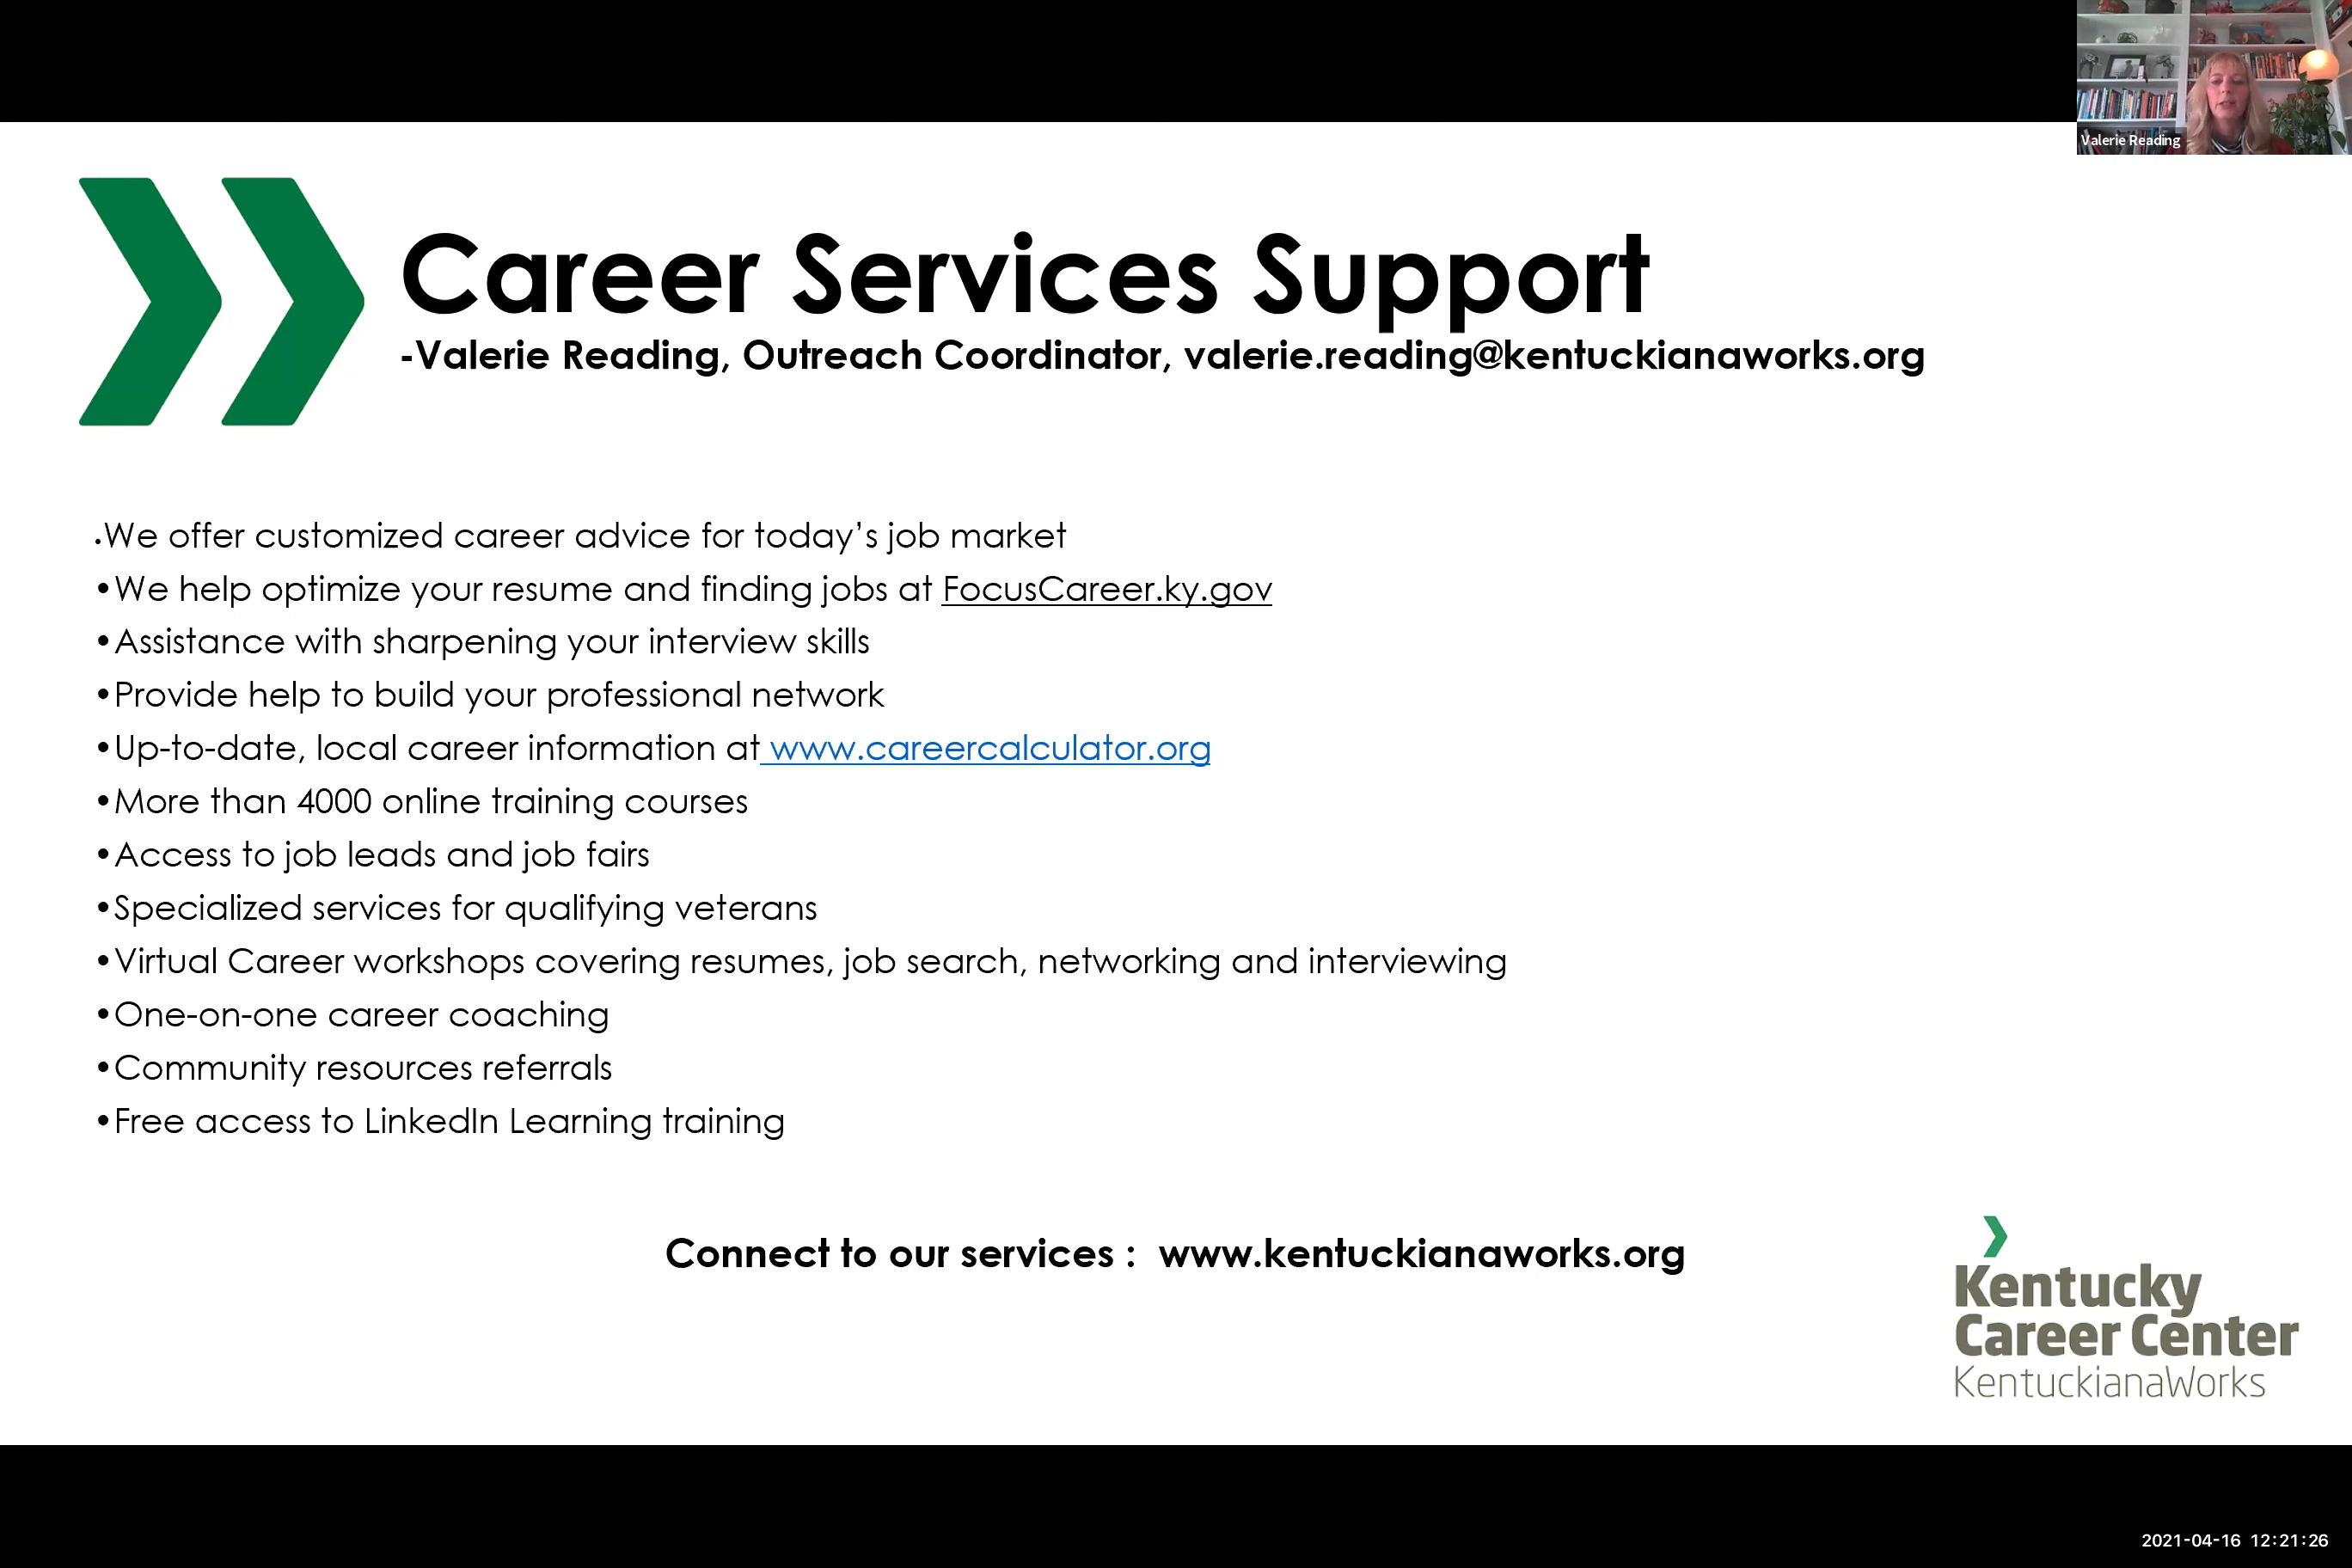 Valerie Reading
Career Services Support
-Valerie Reading, Outreach Coordinator, valerie.reading@kentuckianaworks.org
•We offer customized career advice for today’s job market
•We help optimize your resume and finding jobs at FocusCareer.ky.gov
•Assistance with sharpening your interview skills
•Provide help to build your professional network
•Up-to-date, local career information at www.careercalculator.org
•More than 4000 online training courses
•Access to job leads and job fairs
•Specialized services for qualifying veterans
•Virtual Career workshops covering resumes, job search, networking and interviewing
•One-on-one career coaching
•Community resources referrals
•Free access to LinkedIn Learning training
Connect to our services : www.kentuckianaworks.org
Kentucky
Career Center
KentuckianaWorks
2021-04-16 12:21:26